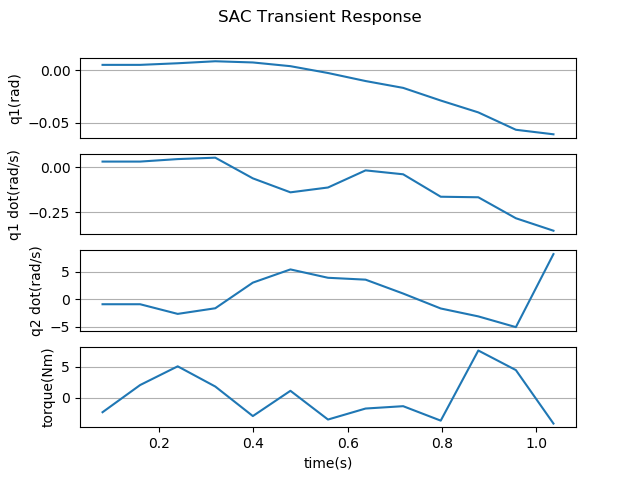 SAC Transient Response
0.00
−0.05
q1(rad)
0.00
−0.25
q1 dot(rad/s)
5
0
−5
q2 dot(rad/s)
5
0
torque(Nm)
0.2 0.4 0.6 0.8 1.0
time(s)